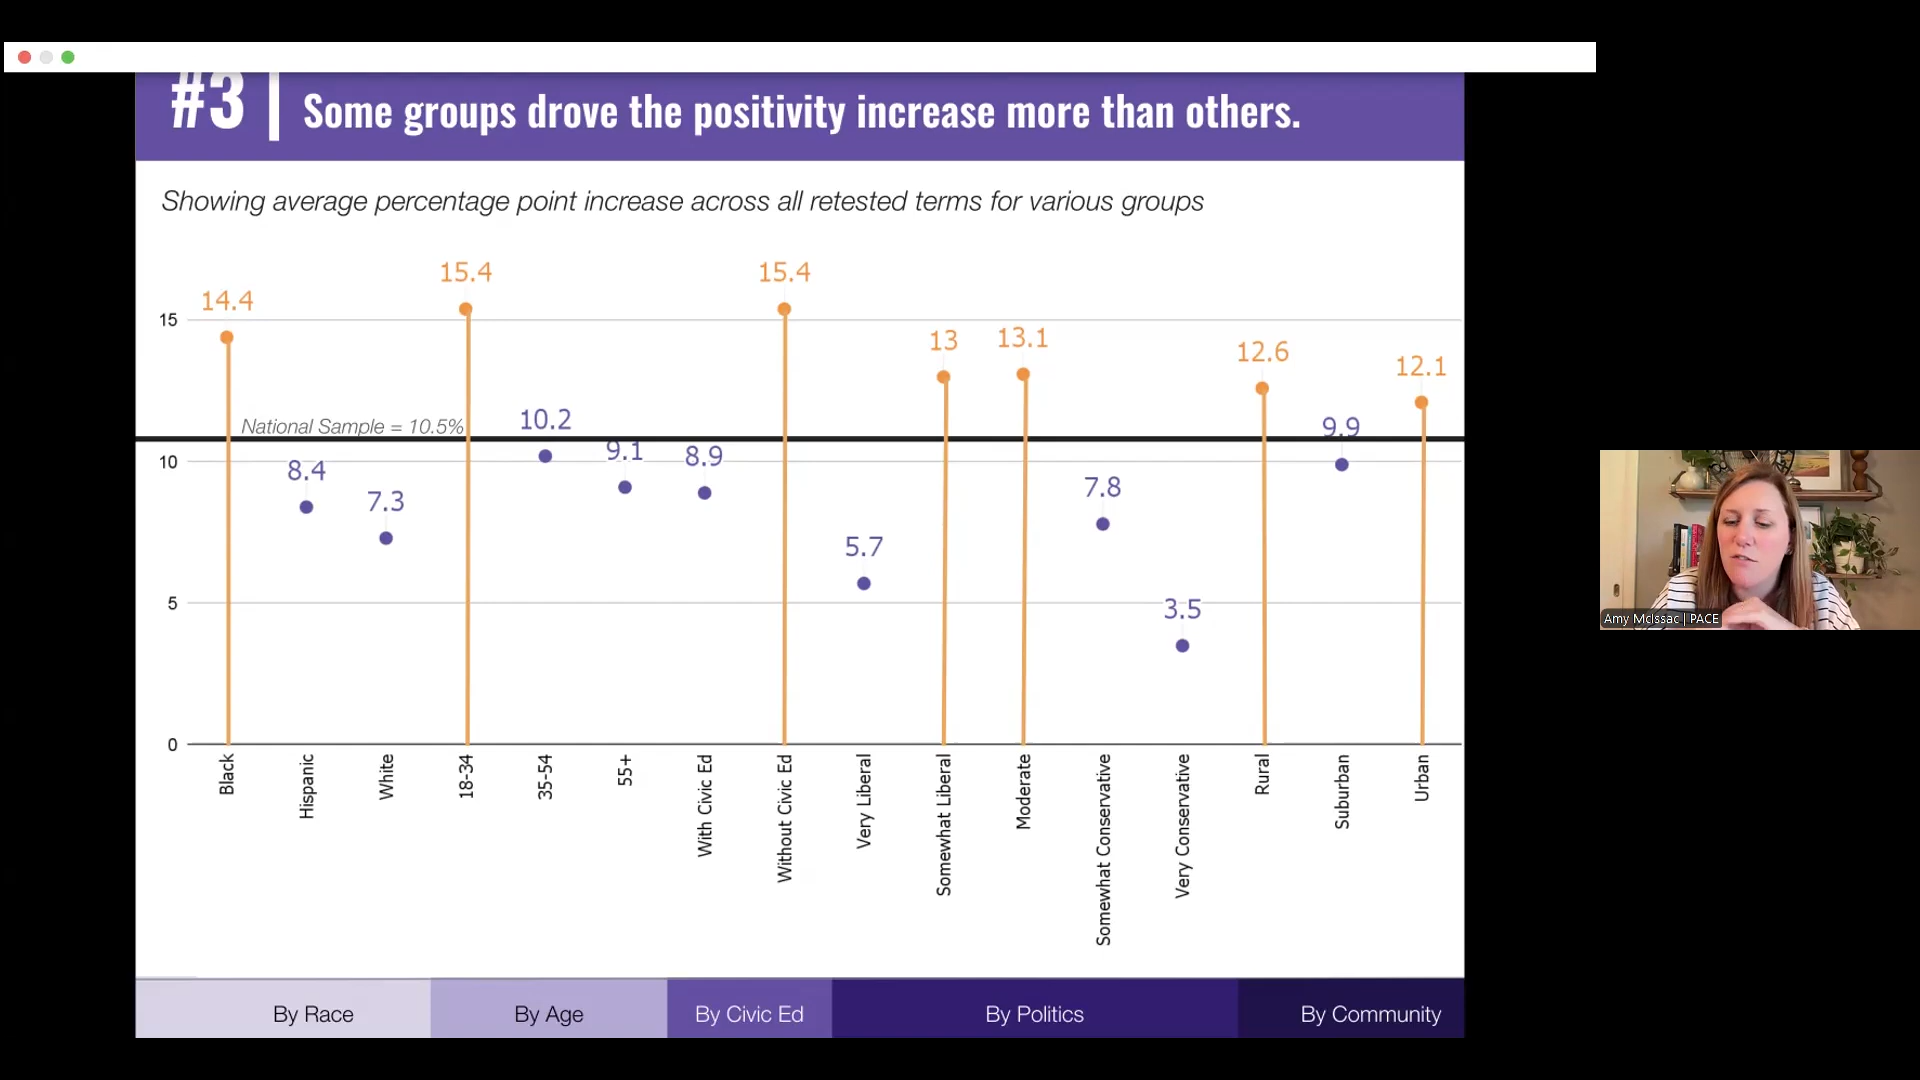 #3 | Some groups drove the positivity increase more than others.
Showing average percentage point increase across all retested terms for various groups
15.4
15.4
14.4
15
13
13.1
12.6
12.1
National Sample = 10.5%
10.2
9.9
10
8.4
9.1
8.9
7.3
7.8
5.7
5
3.5
0
Black
Hispanic
White
18-34
35-54
55+
With Civic Ed
Without Civic Ed
Very Liberal
Somewhat Liberal
Moderate
Somewhat Conservative
Very Conservative
Rural
Suburban
Urban
By Race
By Age
By Civic Ed
By Politics
By Community
Amy McIssac | PACE